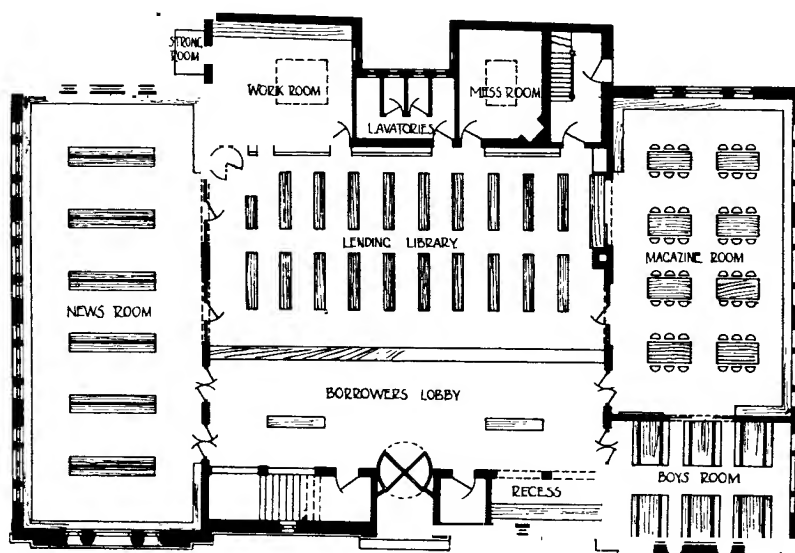 STRONG
ROOM
WORK ROOM
MESS ROOM
LAVATORIES
LENDING LIBRARY
MAGAZINE ROOM
NEWS ROOM
BORROWERS LOBBY
BOYS ROOM
RECESS